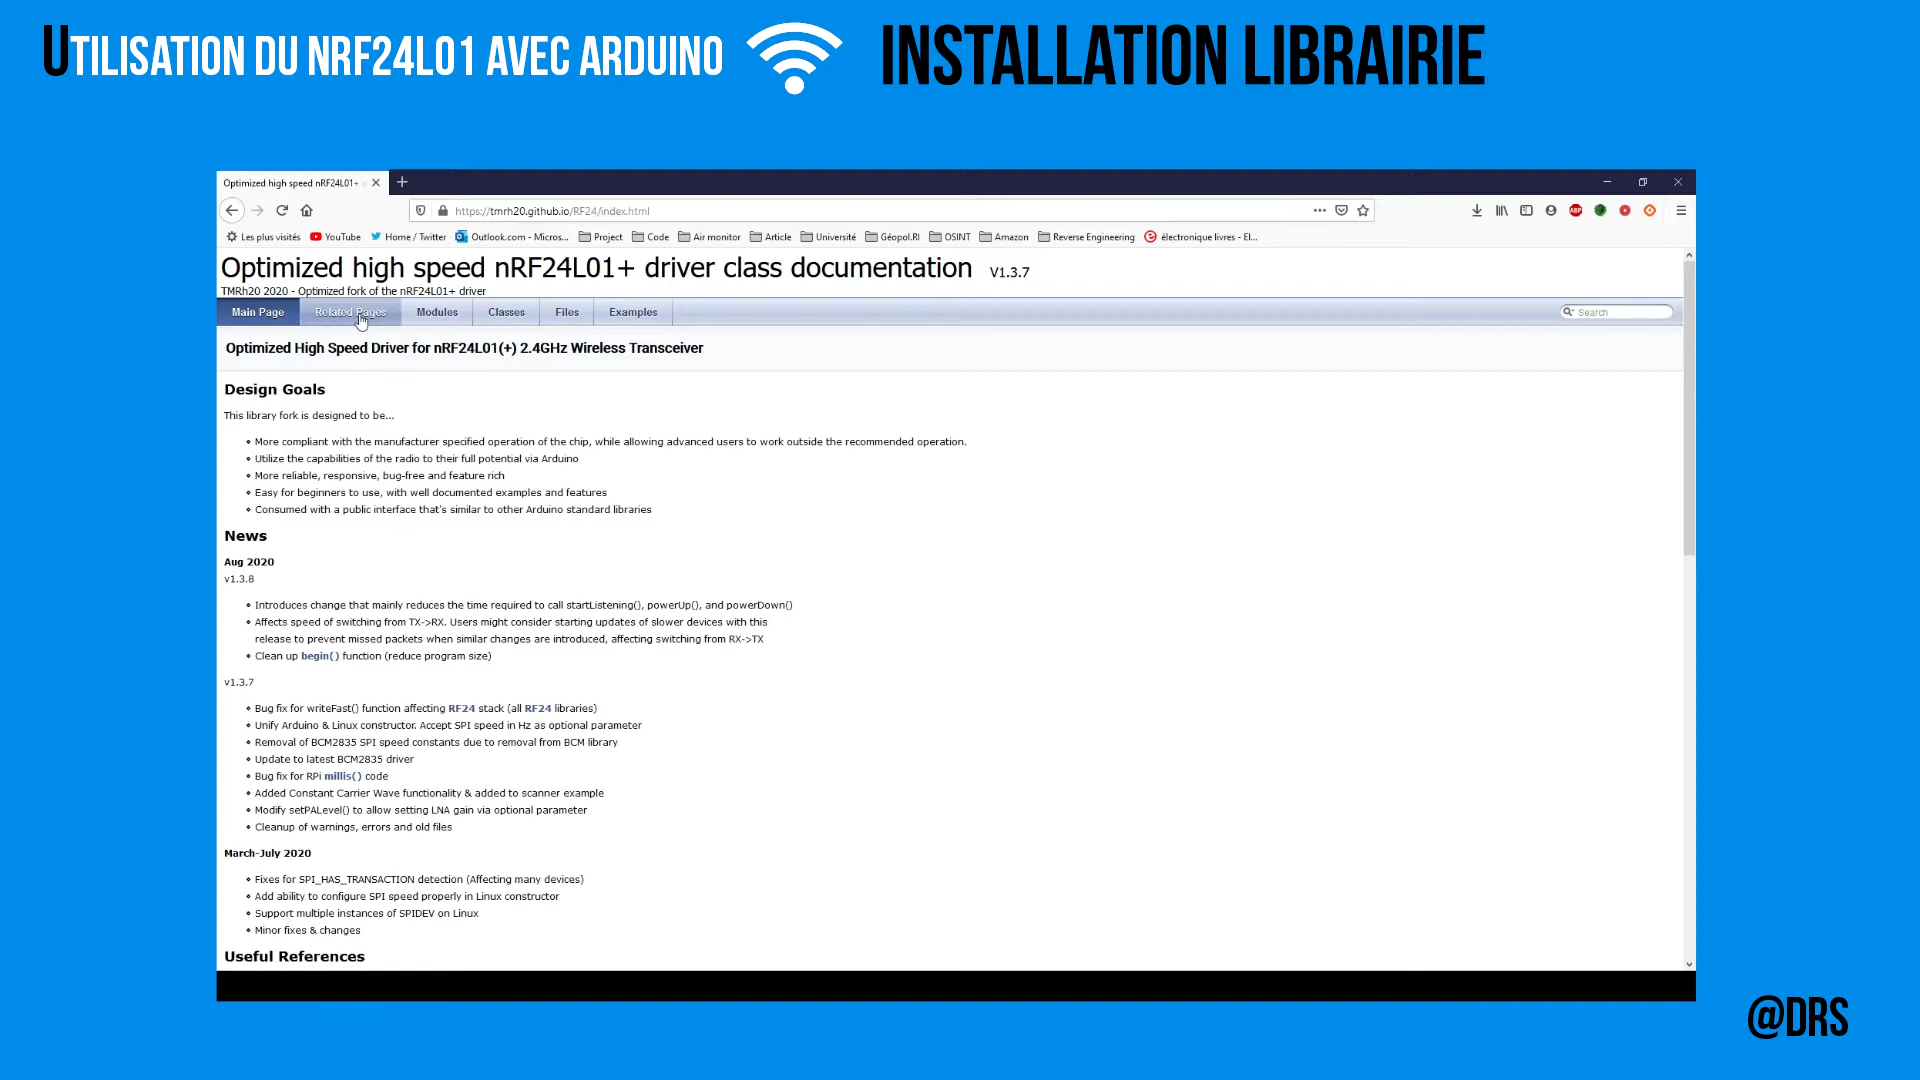 UTILISATION DU NRF24L01 AVEC ARDUINO
INSTALLATION LIBRAIRIE
Optimized high speed nRF24L01+
https://tmrh20.github.io/RF24/index.html
Les plus visités YouTube Home / Twitter Outlook.com - Micros... Project Code Air monitor Article Université Géopol.RI OSINT Amazon Reverse Engineering électronique livres - El...
Optimized high speed nRF24L01+ driver class documentation V1.3.7
TMRh20 2020 - Optimized fork of the nRF24L01+ driver
Main Page Related Pages Modules Classes Files Examples Search
Optimized High Speed Driver for nRF24L01(+) 2.4GHz Wireless Transceiver
Design Goals
This library fork is designed to be...
More compliant with the manufacturer specified operation of the chip, while allowing advanced users to work outside the recommended operation.
Utilize the capabilities of the radio to their full potential via Arduino
More reliable, responsive, bug-free and feature rich
Easy for beginners to use, with well documented examples and features
Consumed with a public interface that's similar to other Arduino standard libraries
News
Aug 2020
v1.3.8
Introduces change that mainly reduces the time required to call startListening(), powerUp(), and powerDown()
Affects speed of switching from TX->RX. Users might consider starting updates of slower devices with this
release to prevent missed packets when similar changes are introduced, affecting switching from RX->TX
Clean up begin() function (reduce program size)
v1.3.7
Bug fix for writeFast() function affecting RF24 stack (all RF24 libraries)
Unify Arduino & Linux constructor. Accept SPI speed in Hz as optional parameter
Removal of BCM2835 SPI speed constants due to removal from BCM library
Update to latest BCM2835 driver
Bug fix for RPi millis() code
Added Constant Carrier Wave functionality & added to scanner example
Modify setPALevel() to allow setting LNA gain via optional parameter
Cleanup of warnings, errors and old files
March-July 2020
Fixes for SPI_HAS_TRANSACTION detection (Affecting many devices)
Add ability to configure SPI speed properly in Linux constructor
Support multiple instances of SPIDEV on Linux
Minor fixes & changes
Useful References
@DRS